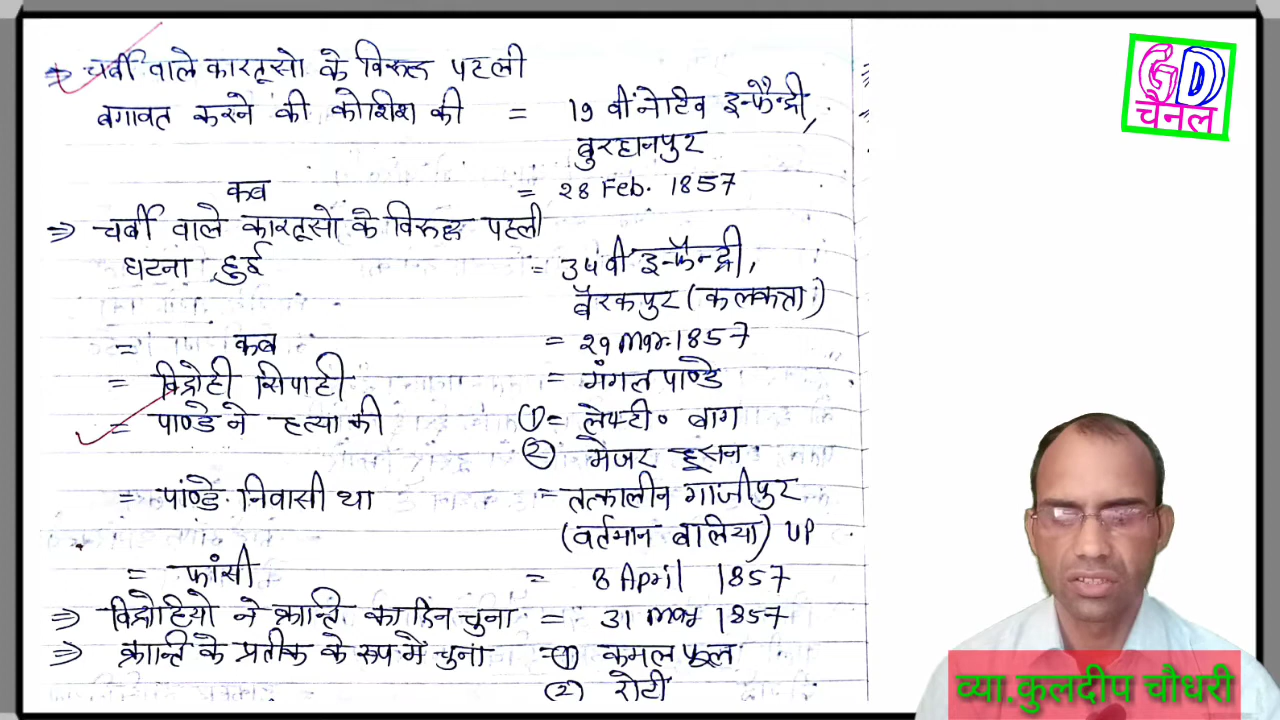 ⇒ चर्बी वाले कारतूसो के विरूद्ध पहली
बगावत करने की कोशिश की = 19 वी नेटिव इन्फैन्ट्री,
बुरहानपुर
कब = 28 Feb. 1857
⇒ चर्बी वाले कारतूसो के विरूद्ध पहली
घटना हुई = 34 वी इन्फैन्ट्री,
बैरकपुर (कलकत्ता)
= कब = 29 Mar. 1857
= विद्रोही सिपाही = मंगल पाण्डे
= पाण्डे ने हत्या की ① = लेफ्टी॰ बाग
② मेजर हूसन
= पांण्डे निवासी था = तत्कालीन गाजीपुर
(वर्तमान बालिया) UP
= फांसी = 8 April 1857
⇒ विद्रोहियो ने क्रान्ति का दिन चुना = 31 May 1857
⇒ क्रान्ति के प्रतीक के रूप में चुना = ① कमल फूल
(2) रोटी
GD
चैनल
व्या.कुलदीप चौधरी